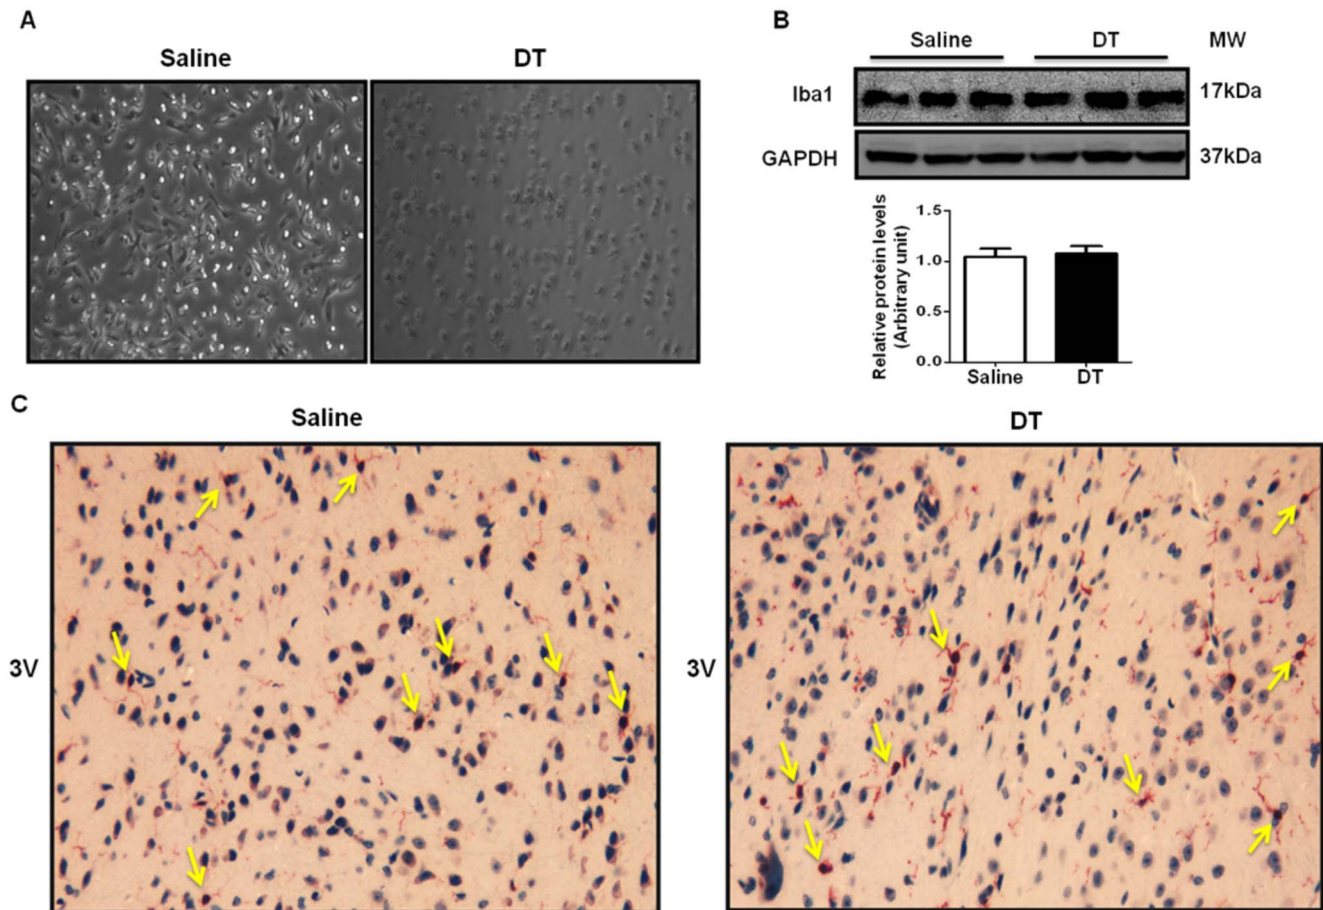 A
Saline
DT
B
Saline
DT
MW
Iba1
17kDa
GAPDH
37kDa
Relative protein levels
(Arbitrary unit)
1.5
1.0
0.5
0.0
Saline
DT
C
Saline
DT
3V
3V